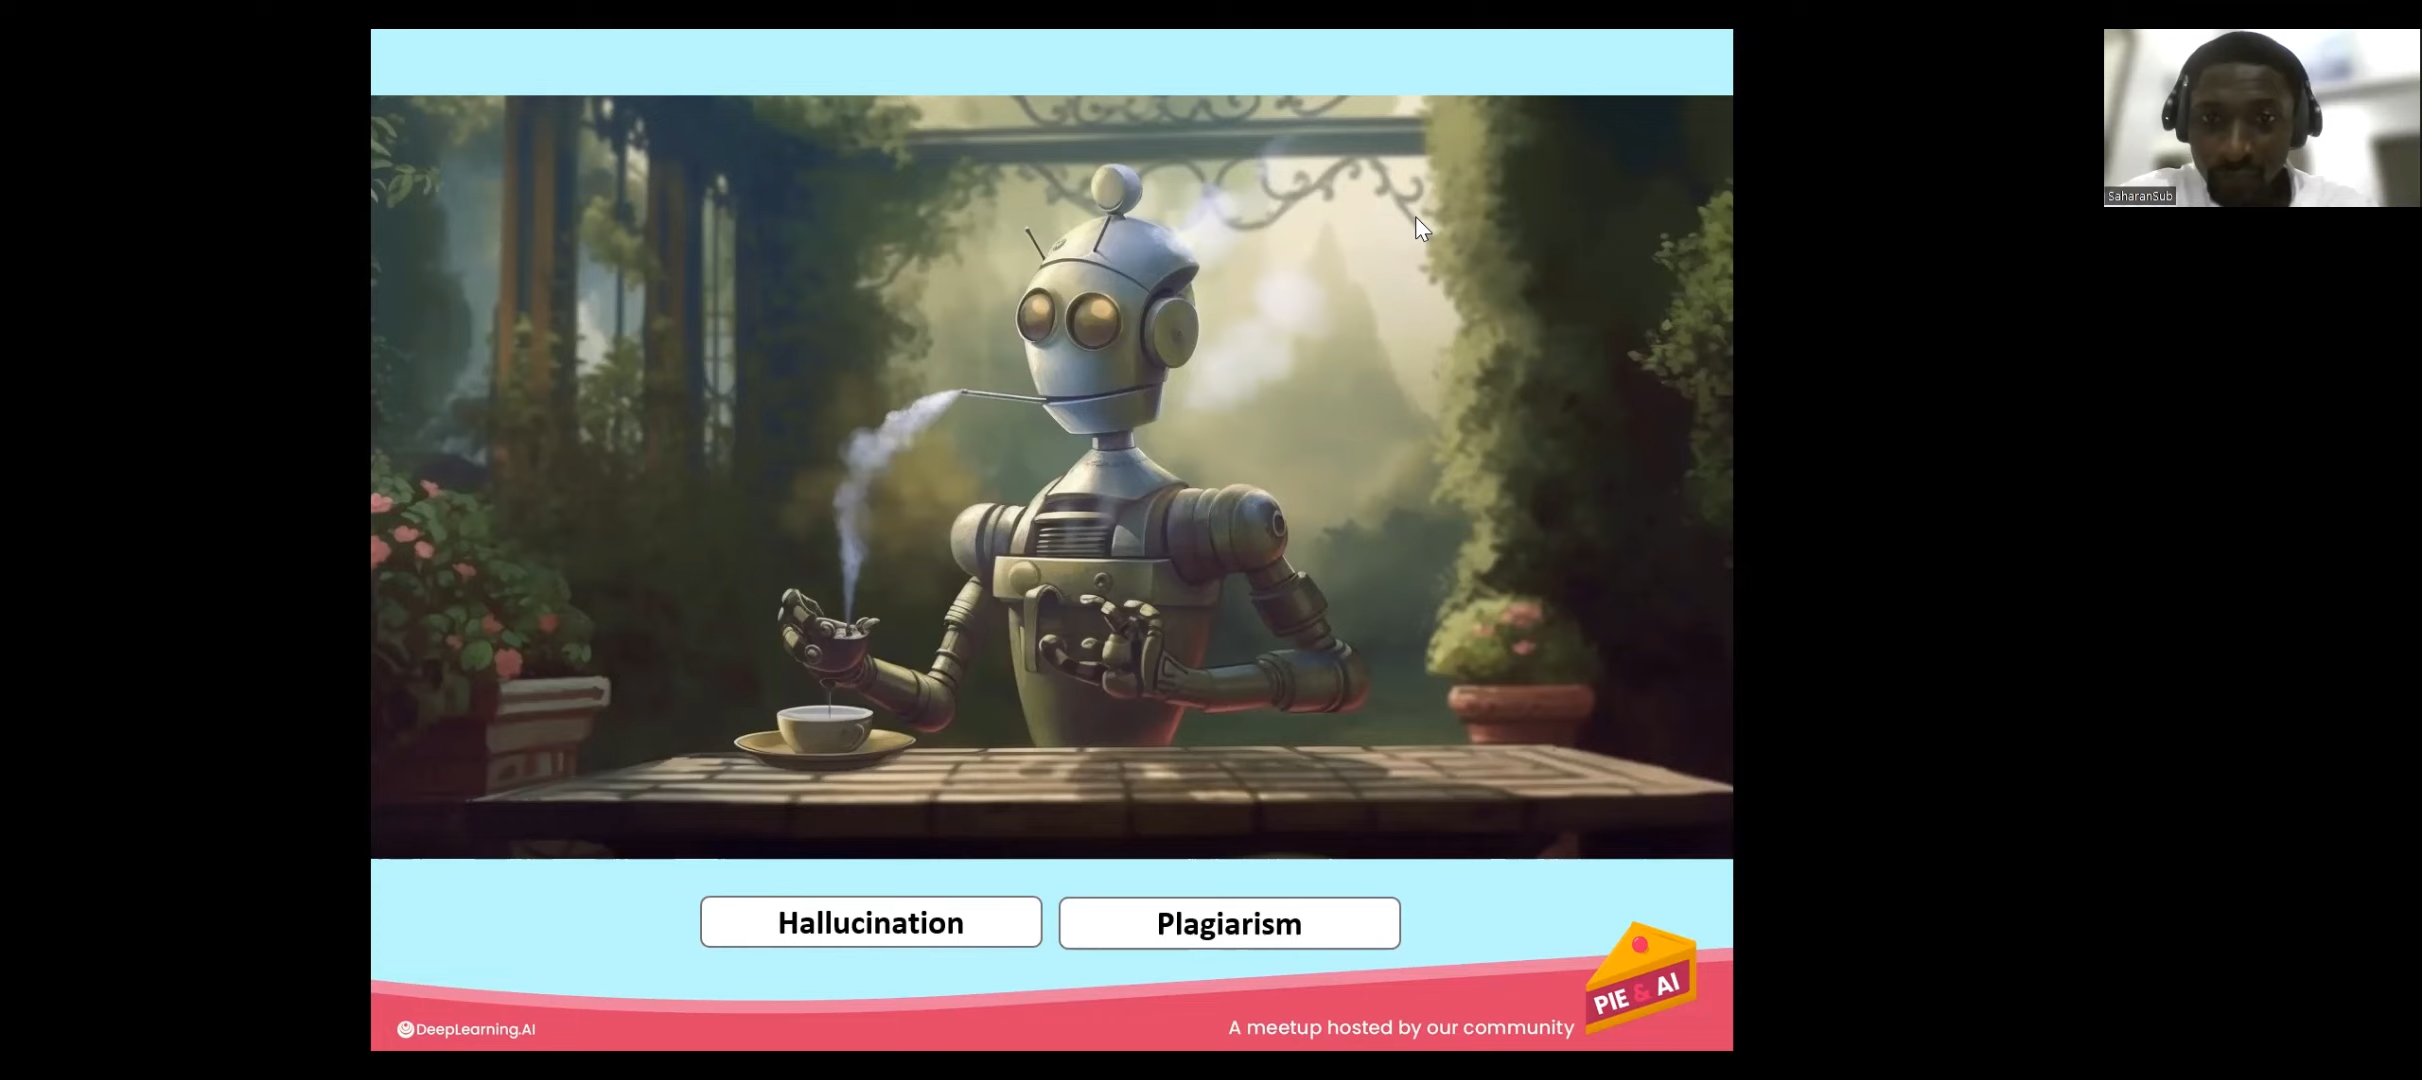 SaharanSub
Hallucination
Plagiarism
PIE & AI
DeepLearning.AI
A meetup hosted by our community